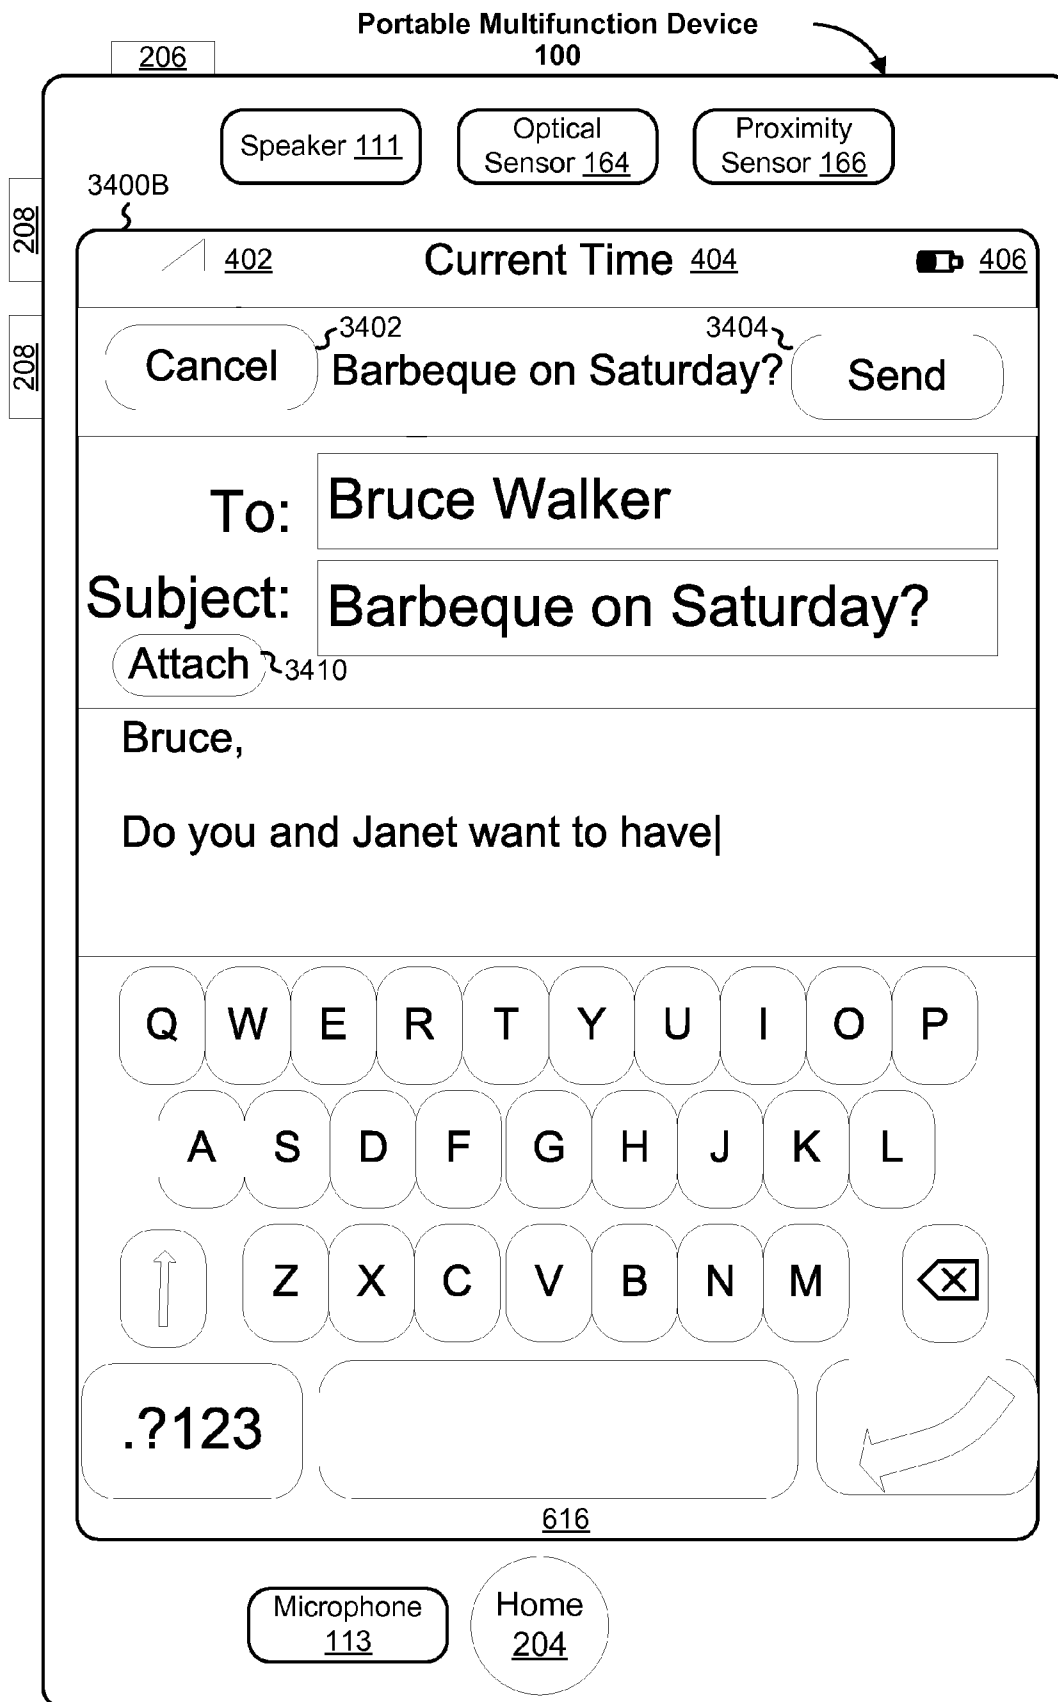 Portable Multifunction Device
100
206
Speaker 111
Optical
Sensor 164
Proximity
Sensor 166
3400B
208
402
Current Time 404
406
208
Cancel
3402
Barbeque on Saturday?
3404
Send
To:
Bruce Walker
Subject:
Barbeque on Saturday?
Attach
3410
Bruce,
Do you and Janet want to have
Q W E R T Y U I O P
A S D F G H J K L
Z X C V B N M
.?123
616
Microphone
113
Home
204